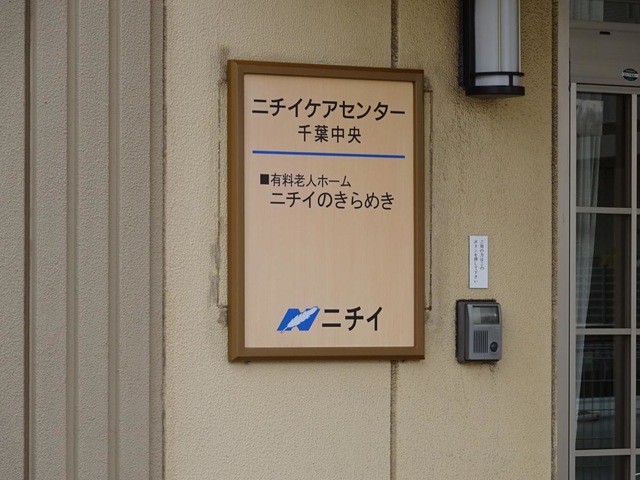 ニチイケアセンター
千葉中央
■有料老人ホーム
ニチイのきらめき
ニチイ